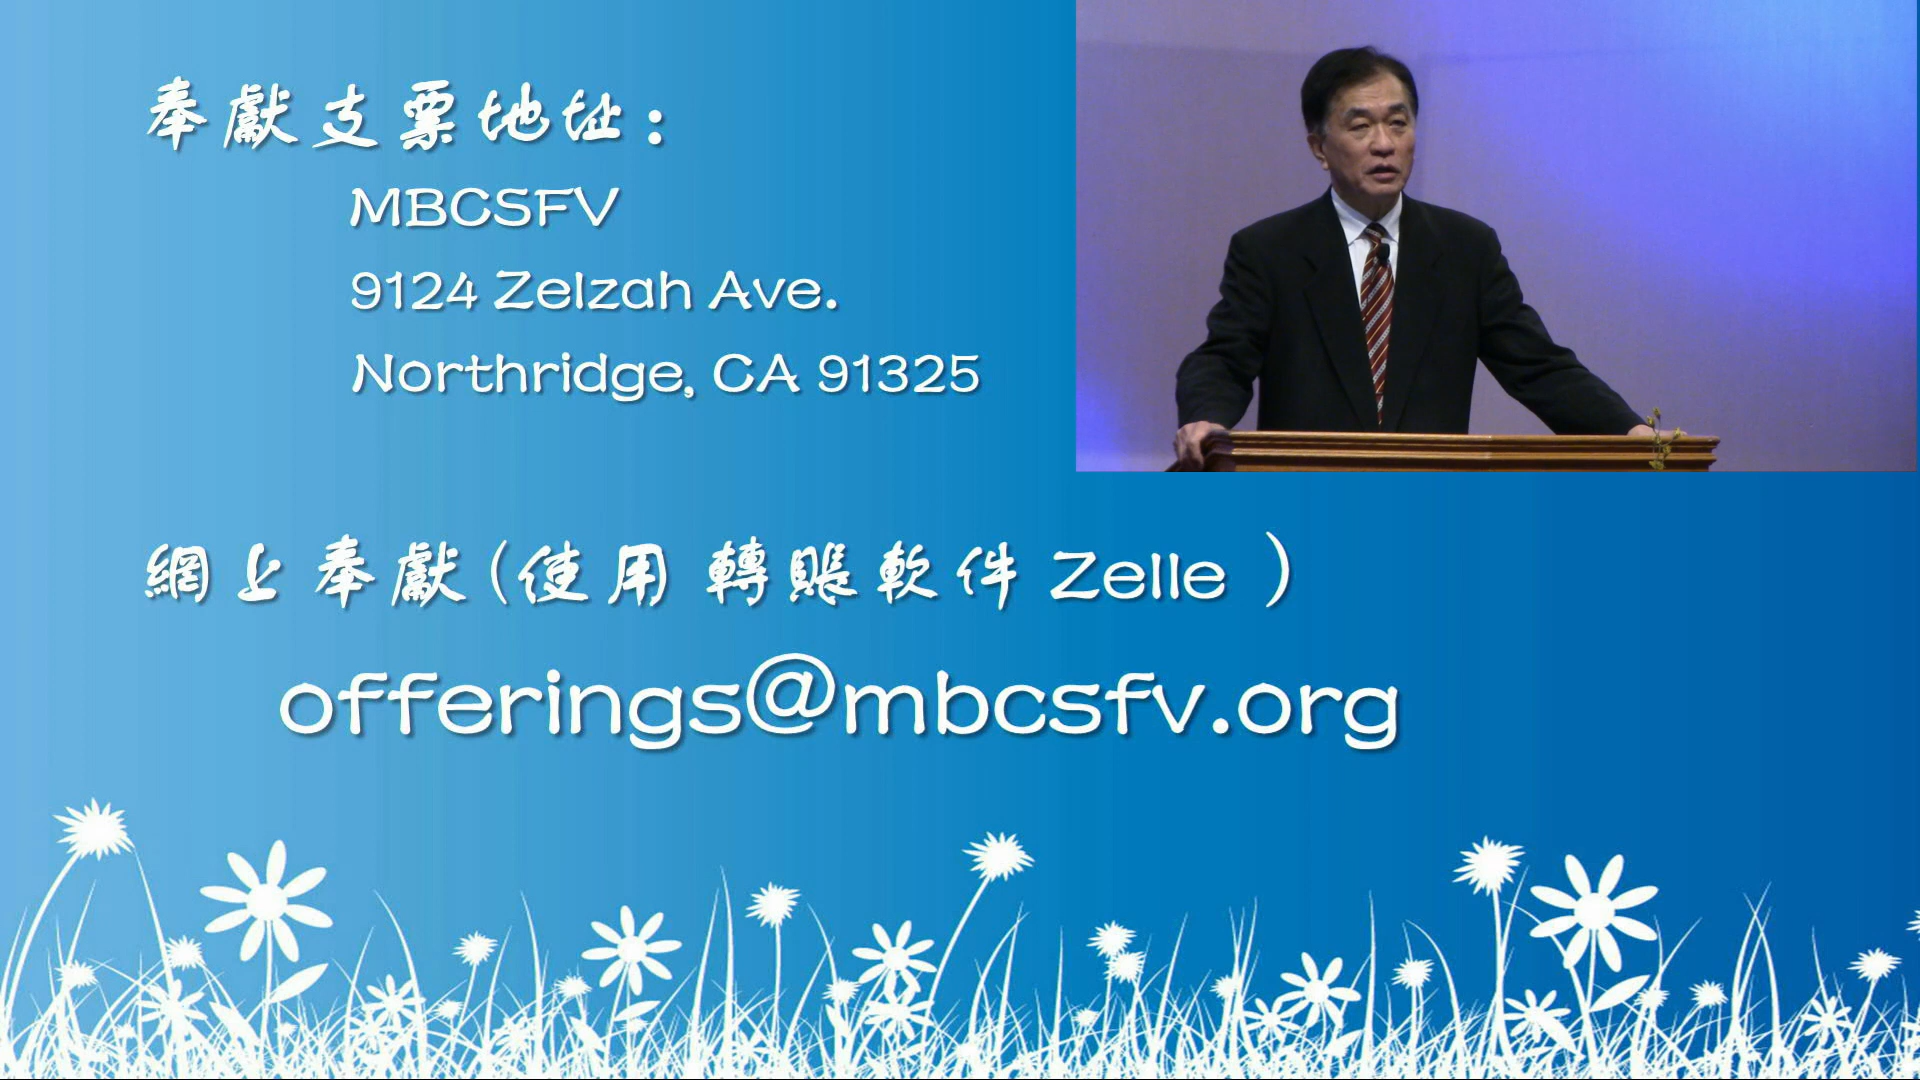 奉獻支票地址：
MBCSFV
9124 Zelzah Ave.
Northridge, CA 91325
網上奉獻(使用 轉賬軟件 Zelle )
offerings@mbcsfv.org